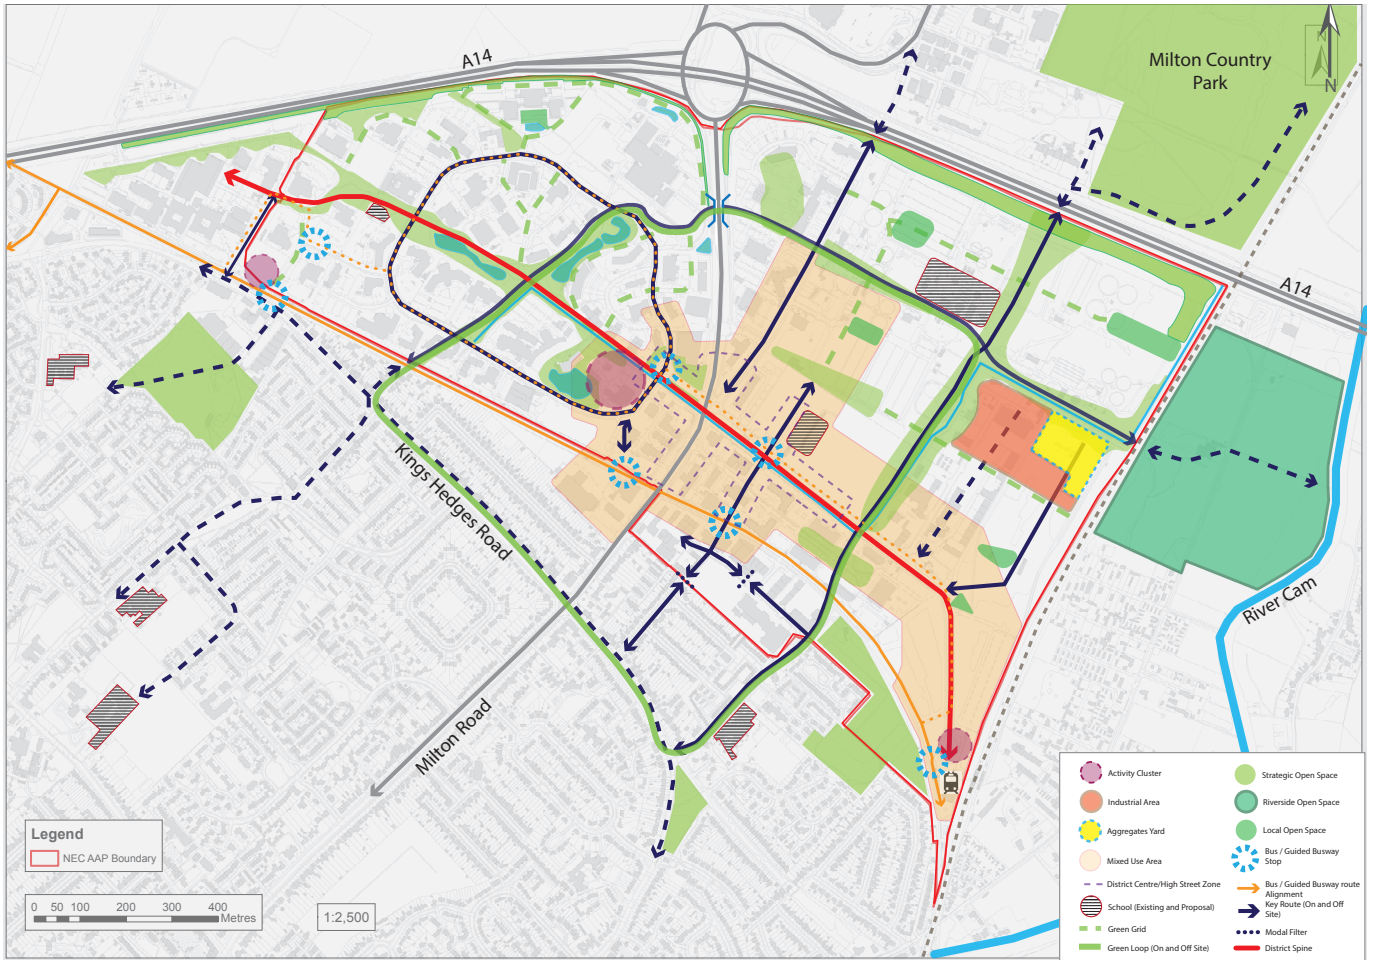 A14
Milton Country
Park
N
N
A14
Kings Hedges Road
Milton Road
River Cam
Legend
NEC AAP Boundary
0 50 100 200 300 400
Metres
1:2,500
Activity Cluster
Industrial Area
Aggregates Yard
Mixed Use Area
District Centre/High Street Zone
School (Existing and Proposal)
Green Grid
Green Loop (On and Off Site)
Strategic Open Space
Riverside Open Space
Local Open Space
Bus / Guided Busway
Stop
Bus / Guided Busway route
Alignment
Key Route (On and Off
Site)
Modal Filter
District Spine